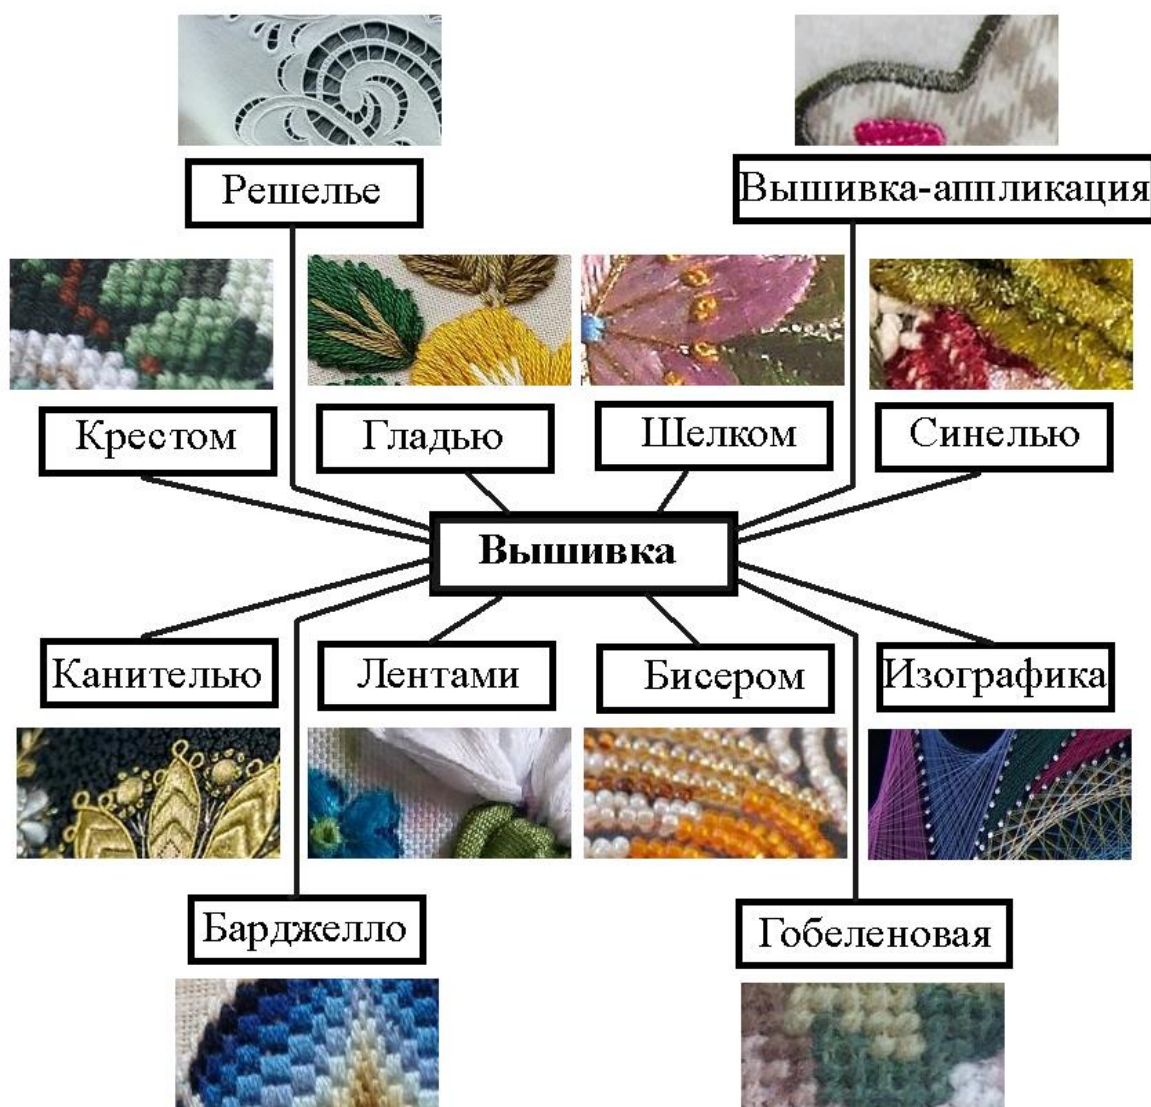 Решелье
Вышивка-аппликация
Крестом
Гладью
Шелком
Синелью
Вышивка
Канителью
Лентами
Бисером
Изографика
Барджелло
Гобеленовая